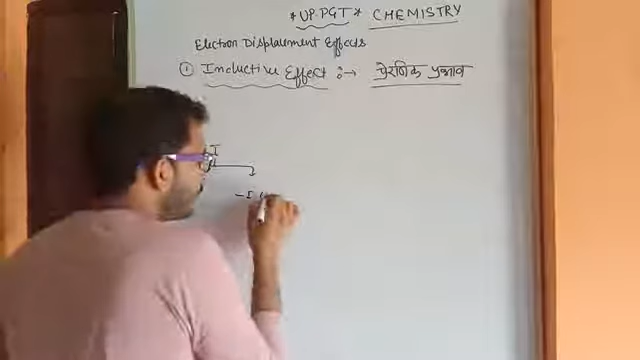 * UP-PGT * CHEMISTRY
Electron Displacement Effects
① Inductive Effect :→ प्रेरणिक प्रभाव
I
-I